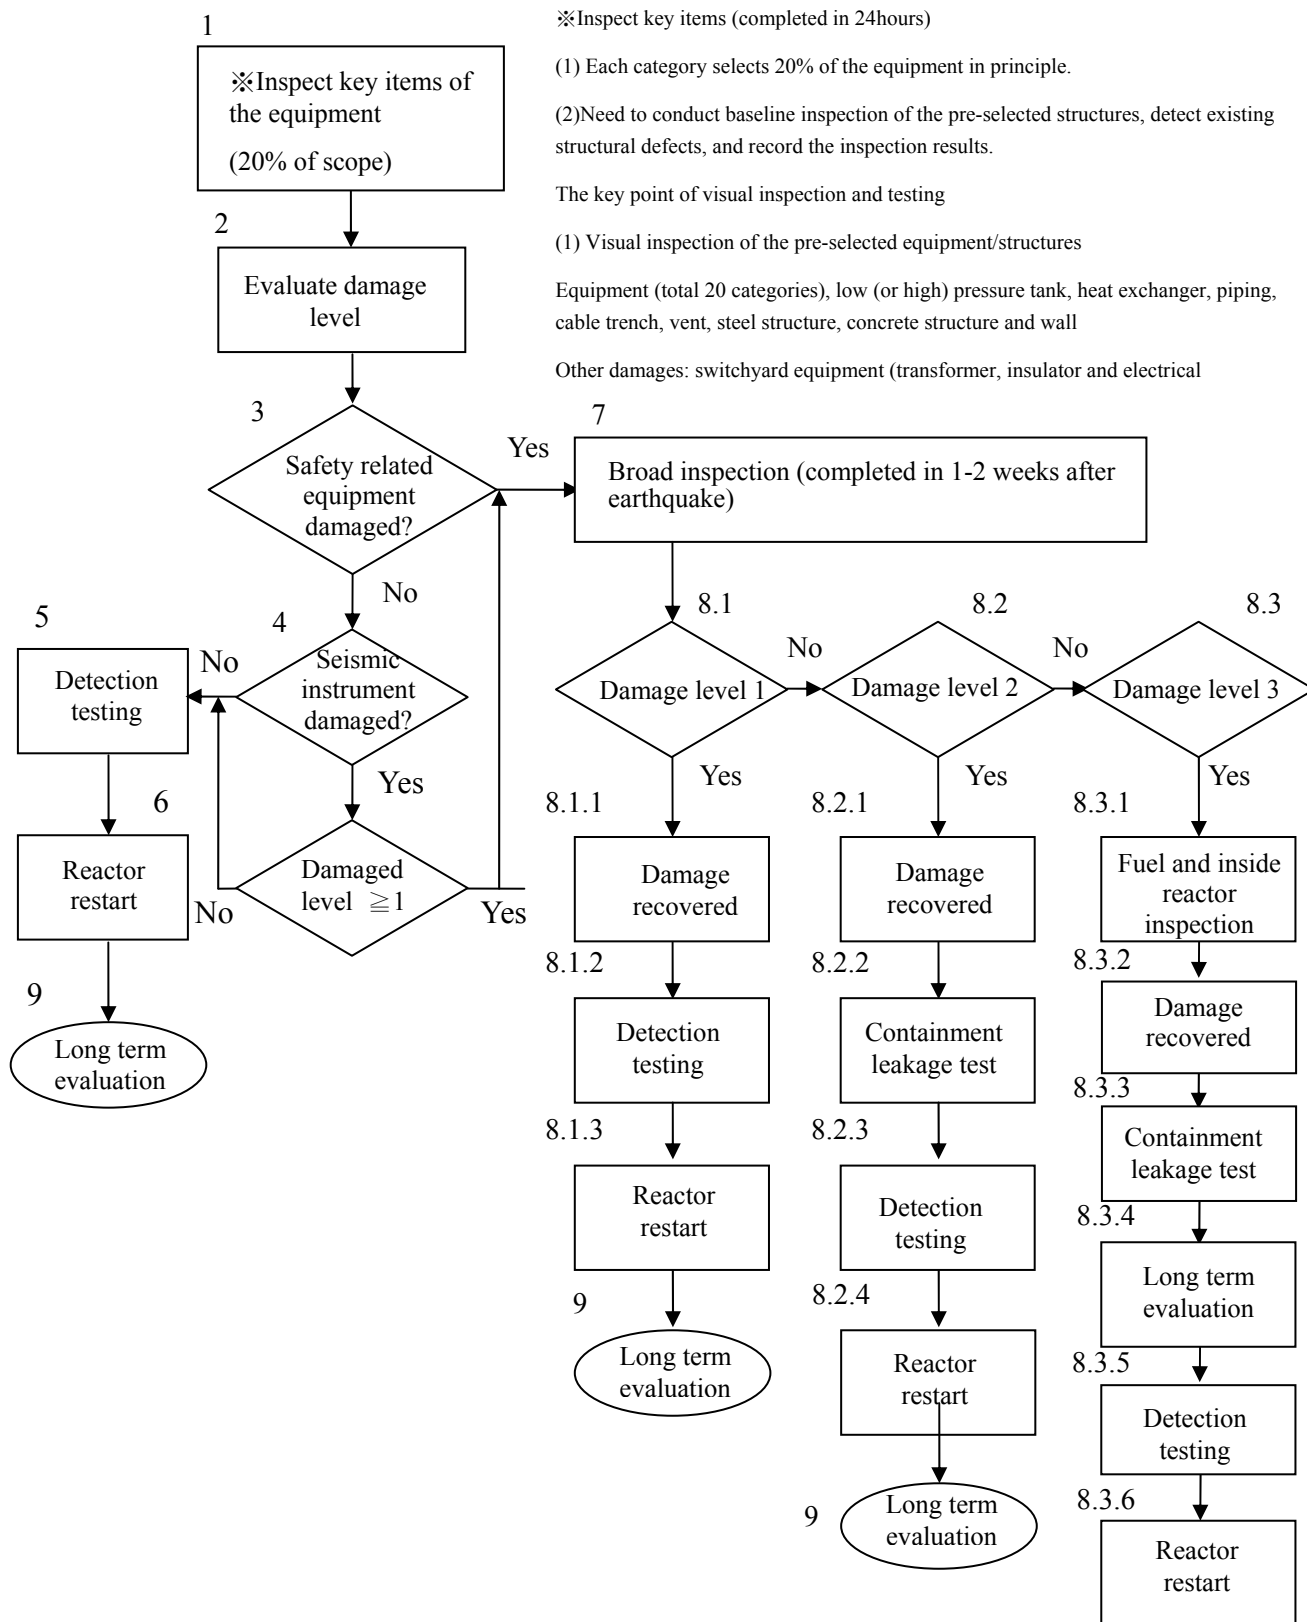 ※Inspect key items (completed in 24hours)
(1) Each category selects 20% of the equipment in principle.
(2)Need to conduct baseline inspection of the pre-selected structures, detect existing
structural defects, and record the inspection results.
The key point of visual inspection and testing
(1) Visual inspection of the pre-selected equipment/structures
Equipment (total 20 categories), low (or high) pressure tank, heat exchanger, piping,
cable trench, vent, steel structure, concrete structure and wall
Other damages: switchyard equipment (transformer, insulator and electrical
1
※Inspect key items of
the equipment
(20% of scope)
2
Evaluate damage
level
3
Safety related
equipment
damaged?
Yes
No
4
Seismic
instrument
damaged?
No
Yes
Damaged
level ≧1
No
Yes
5
Detection
testing
6
Reactor
restart
9
Long term
evaluation
7
Broad inspection (completed in 1-2 weeks after
earthquake)
8.1
Damage level 1
No
Yes
8.2
Damage level 2
No
Yes
8.3
Damage level 3
Yes
8.1.1
Damage
recovered
8.1.2
Detection
testing
8.1.3
Reactor
restart
9
Long term
evaluation
8.2.1
Damage
recovered
8.2.2
Containment
leakage test
8.2.3
Detection
testing
8.2.4
Reactor
restart
9
Long term
evaluation
8.3.1
Fuel and inside
reactor
inspection
8.3.2
Damage
recovered
8.3.3
Containment
leakage test
8.3.4
Long term
evaluation
8.3.5
Detection
testing
8.3.6
Reactor
restart